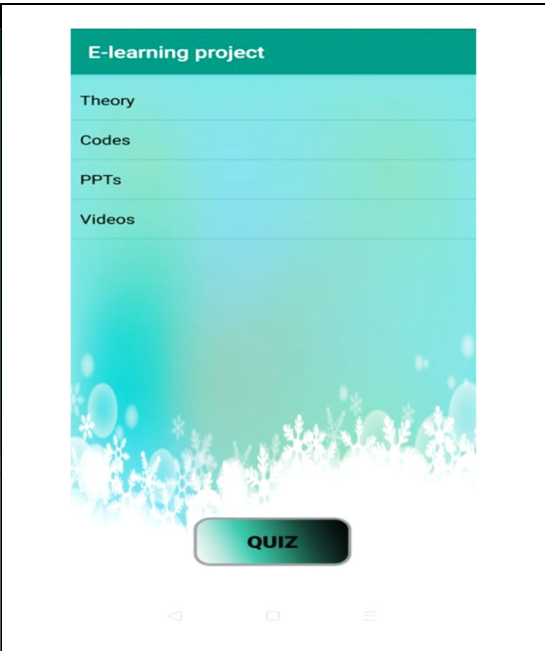 E-learning project
Theory
Codes
PPTs
Videos
QUIZ